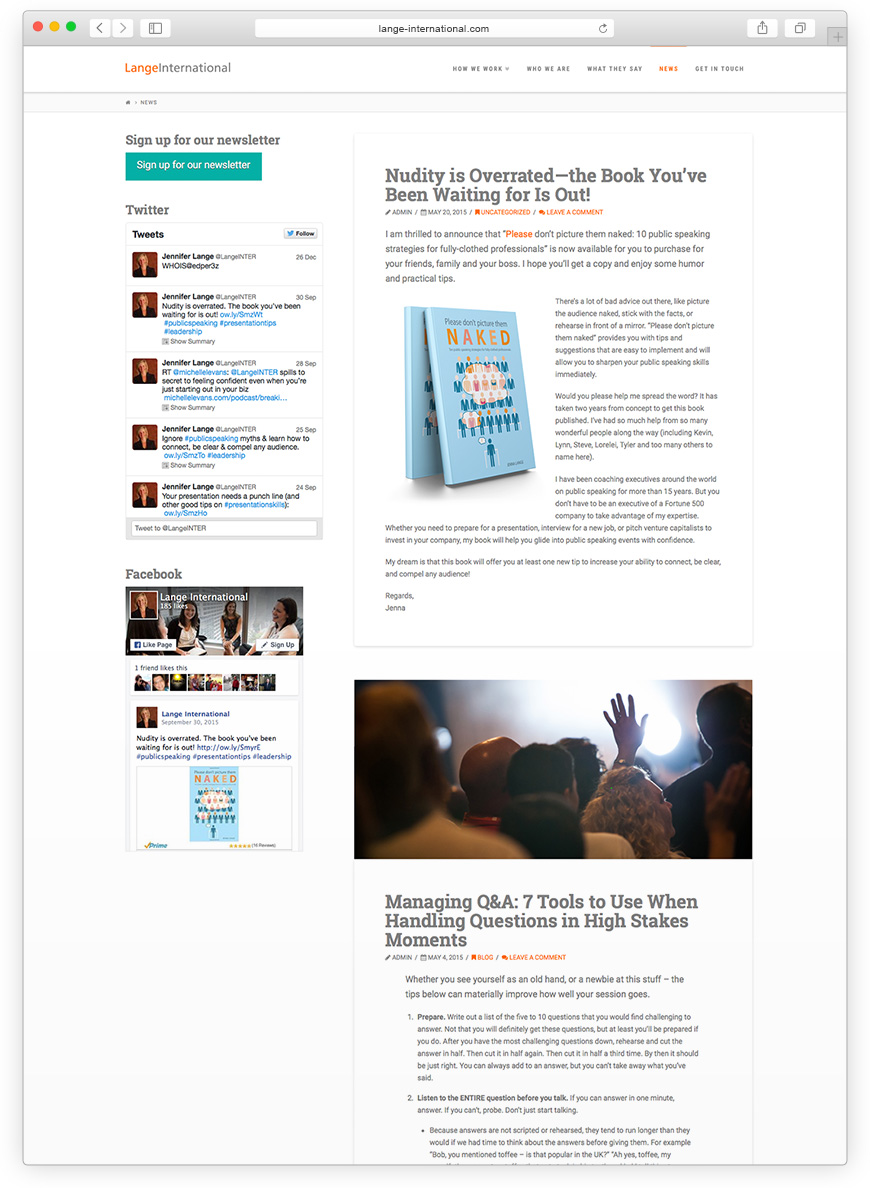 lange-international.com
LangeInternational
HOW WE WORK
WHO WE ARE
WHAT THEY SAY
NEWS
GET IN TOUCH
NEWS
Sign up for our newsletter
Sign up for our newsletter
Twitter
Tweets
Follow
Jennifer Lange @LangeINTER 26 Dec
WHOIS@edper3z
Jennifer Lange @LangeINTER 30 Sep
Nudity is overrated. The book you've
been waiting for is out! ow.ly/SmzWt
#publicspeaking #presentationtips
#leadership
Show Summary
Jennifer Lange @LangeINTER 28 Sep
RT @michellelevans: @LangeINTER spills to
secret to feeling confident even when you're
just starting out in your biz
michellelevans.com/podcast/breaki…
Show Summary
Jennifer Lange @LangeINTER 25 Sep
Ignore #publicspeaking myths & learn how to
connect, be clear & compel any audience.
ow.ly/SmzTo #leadership
Show Summary
Jennifer Lange @LangeINTER 24 Sep
Your presentation needs a punch line (and
other good tips on #presentationskills):
ow.ly/SmzHo
Tweet to @LangeINTER
Facebook
Lange International
185 likes
Like Page
Sign Up
1 friend likes this
Lange International
September 30, 2015
Nudity is overrated. The book you've been
waiting for is out! http://ow.ly/SmyrE
#publicspeaking #presentationtips #leadership
Please don't picture them
NAKED
Prime
(16 Reviews)
Nudity is Overrated—the Book You've
Been Waiting for Is Out!
ADMIN / MAY 20, 2015 / UNCATEGORIZED / LEAVE A COMMENT
I am thrilled to announce that "Please don't picture them naked: 10 public speaking
strategies for fully-clothed professionals" is now available for you to purchase for
your friends, family and your boss. I hope you'll get a copy and enjoy some humor
and practical tips.
Please don't picture them
NAKED
There's a lot of bad advice out there, like picture
the audience naked, stick with the facts, or
rehearse in front of a mirror. "Please don't picture
them naked" provides you with tips and
suggestions that are easy to implement and will
allow you to sharpen your public speaking skills
immediately.
Would you please help me spread the word? It has
taken two years from concept to get this book
published. I've had so much help from so many
wonderful people along the way (including Kevin,
Lynn, Steve, Lorelei, Tyler and too many others to
name here).
I have been coaching executives around the world
on public speaking for more than 15 years. But you
don't have to be an executive of a Fortune 500
company to take advantage of my expertise.
Whether you need to prepare for a presentation, interview for a new job, or pitch venture capitalists to
invest in your company, my book will help you glide into public speaking events with confidence.
My dream is that this book will offer you at least one new tip to increase your ability to connect, be clear,
and compel any audience!
Regards,
Jenna
Managing Q&A: 7 Tools to Use When
Handling Questions in High Stakes
Moments
ADMIN / MAY 4, 2015 / BLOG / LEAVE A COMMENT
Whether you see yourself as an old hand, or a newbie at this stuff – the
tips below can materially improve how well your session goes.
1. Prepare. Write out a list of the five to 10 questions that you would find challenging to
answer. Not that you will definitely get these questions, but at least you'll be prepared if
you do. After you have the most challenging questions down, rehearse and cut the
answer in half. Then cut it in half again. Then cut it in half a third time. By then it should
be just right. You can always add to an answer, but you can't take away what you've
said.
2. Listen to the ENTIRE question before you talk. If you can answer in one minute,
answer. If you can't, probe. Don't just start talking.
• Because answers are not scripted or rehearsed, they tend to run longer than they
would if we had time to think about the answers before giving them. For example
"Bob, you mentioned toffee – is that popular in the UK?" "Ah yes, toffee, my